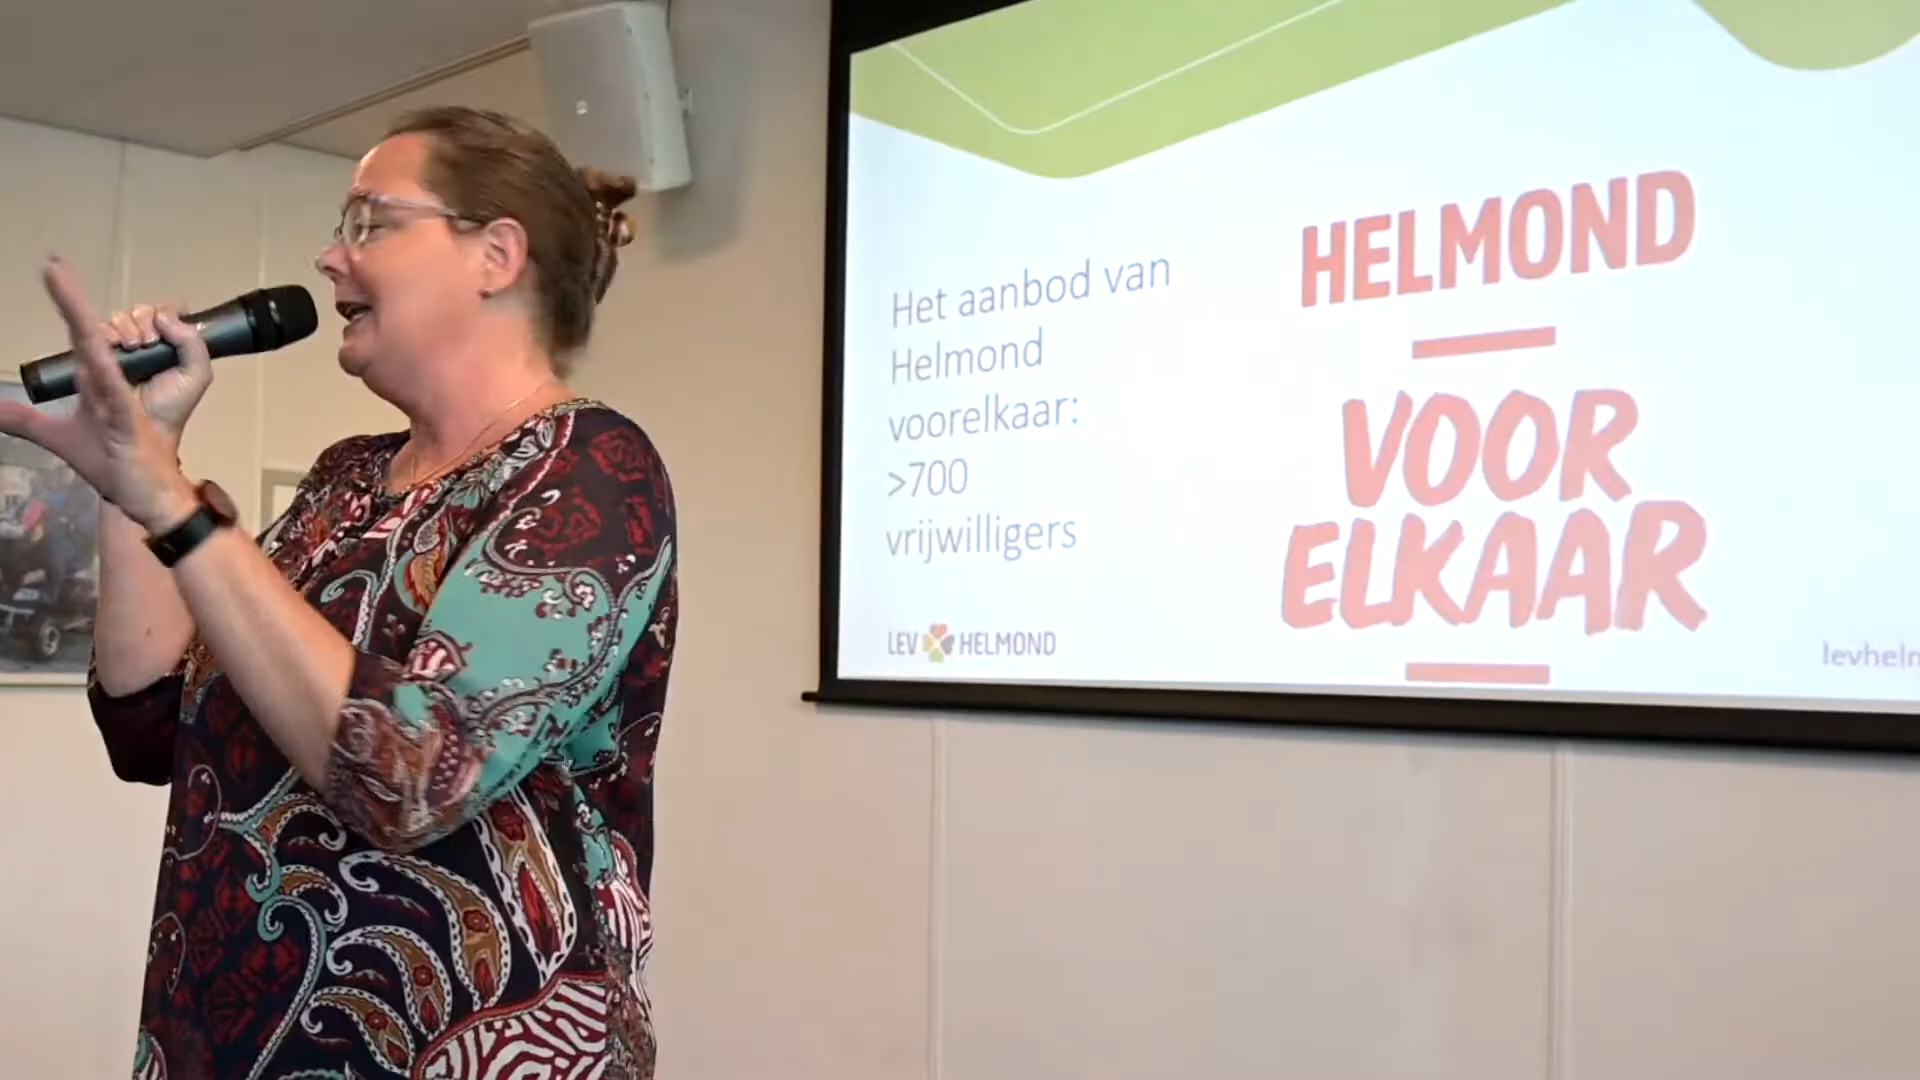 Het aanbod van
Helmond
voorelkaar:
>700
vrijwilligers
HELMOND
VOOR
ELKAAR
LEV HELMOND
levhelm